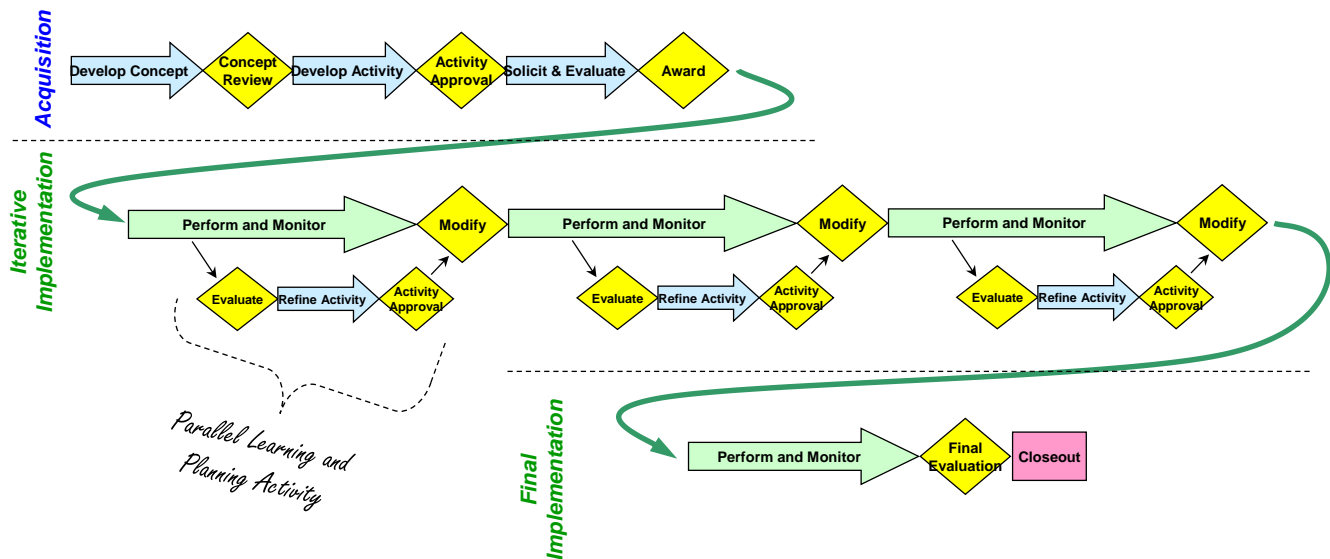 Acquisition
Develop Concept
Concept
Review
Develop Activity
Activity
Approval
Solicit & Evaluate
Award
Iterative
Implementation
Perform and Monitor
Modify
Perform and Monitor
Modify
Perform and Monitor
Modify
Evaluate
Refine Activity
Activity
Approval
Evaluate
Refine Activity
Activity
Approval
Evaluate
Refine Activity
Activity
Approval
Parallel Learning and
Planning Activity
Final
Implementation
Perform and Monitor
Final
Evaluation
Closeout